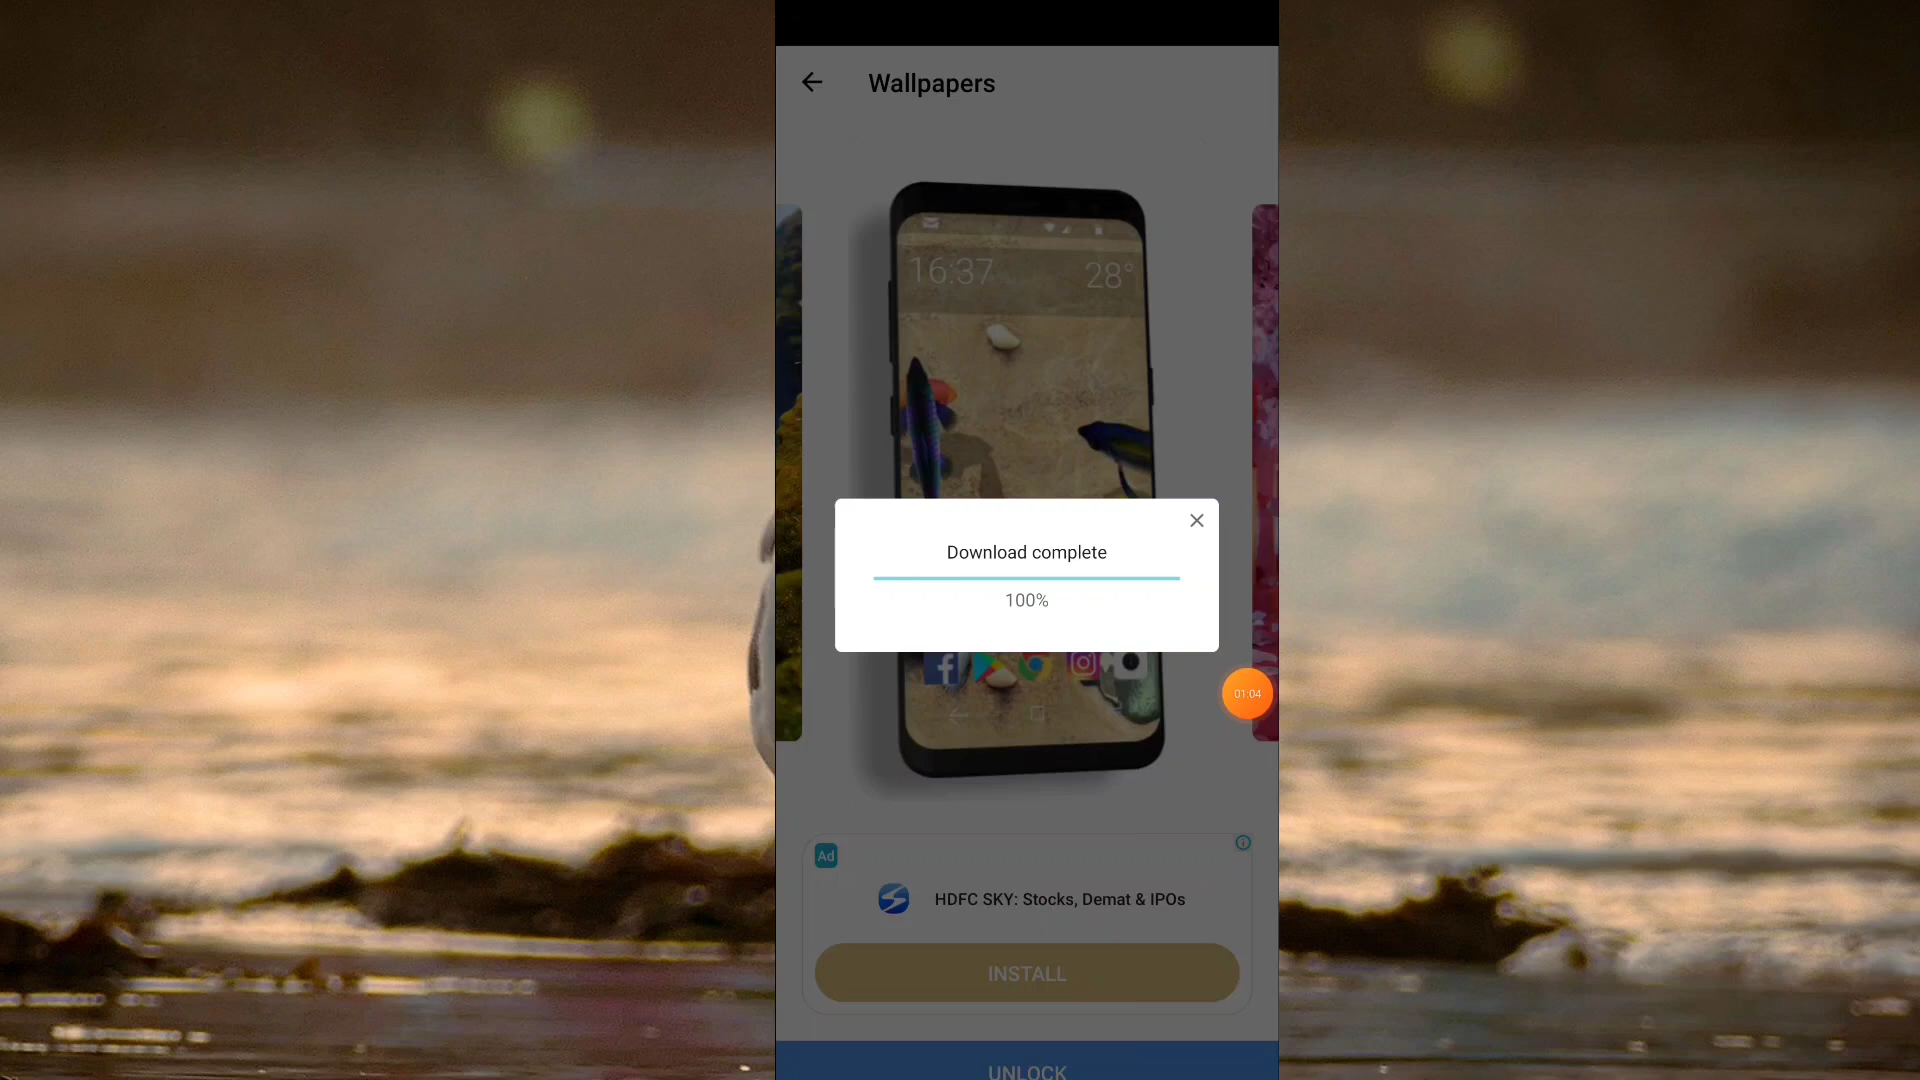 Wallpapers
16:37
28°
Download complete
100%
01:04
Ad
HDFC SKY: Stocks, Demat & IPOs
INSTALL
UNLOCK